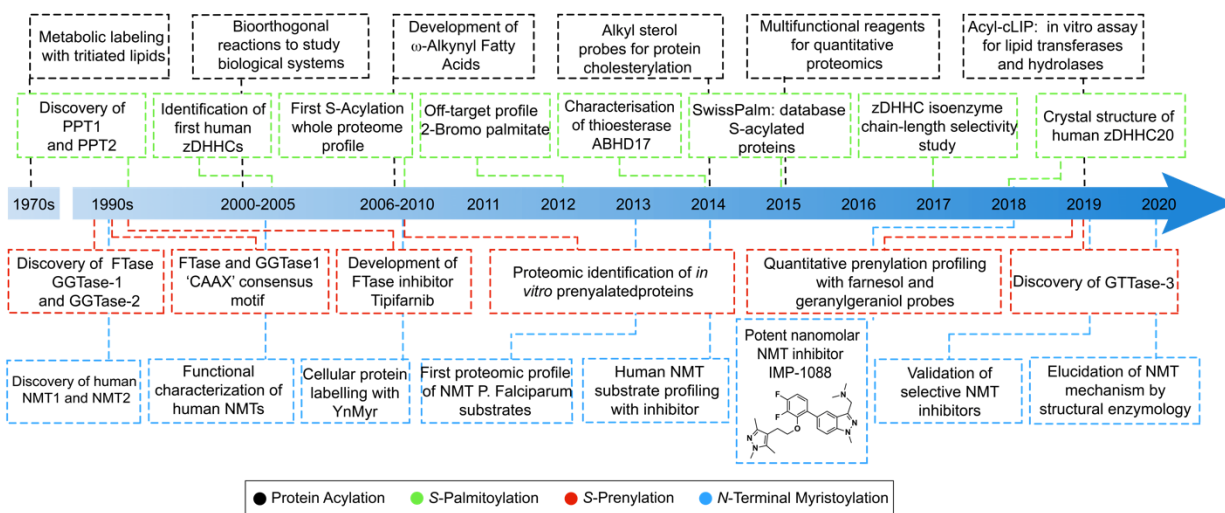 Metabolic labeling
with tritiated lipids
Bioorthogonal
reactions to study
biological systems
Development of
ω-Alkynyl Fatty
Acids
Alkyl sterol
probes for protein
cholesterylation
Multifunctional reagents
for quantitative
proteomics
Acyl-cLIP: in vitro assay
for lipid transferases
and hydrolases
Discovery of
PPT1
and PPT2
Identification of
first human
zDHHCs
First S-Acylation
whole proteome
profile
Off-target profile
2-Bromo palmitate
Characterisation
of thioesterase
ABHD17
SwissPalm: database
S-acylated
proteins
zDHHC isoenzyme
chain-length selectivity
study
Crystal structure of
human zDHHC20
1970s
1990s
2000-2005
2006-2010
2011
2012
2013
2014
2015
2016
2017
2018
2019
2020
Discovery of FTase
GGTase-1
and GGTase-2
FTase and GGTase1
‘CAAX’ consensus
motif
Development of
FTase inhibitor
Tipifarnib
Proteomic identification of in
vitro prenyalatedproteins
Quantitative prenylation profiling
with farnesol and
geranylgeraniol probes
Discovery of GTTase-3
Discovery of human
NMT1 and NMT2
Functional
characterization of
human NMTs
Cellular protein
labelling with
YnMyr
First proteomic profile
of NMT P. Falciparum
substrates
Human NMT
substrate profiling
with inhibitor
Potent nanomolar
NMT inhibitor
IMP-1088
F
F
O
N
N
N
N
N
Validation of
selective NMT
inhibitors
Elucidation of NMT
mechanism by
structural enzymology
Protein Acylation
S-Palmitoylation
S-Prenylation
N-Terminal Myristoylation